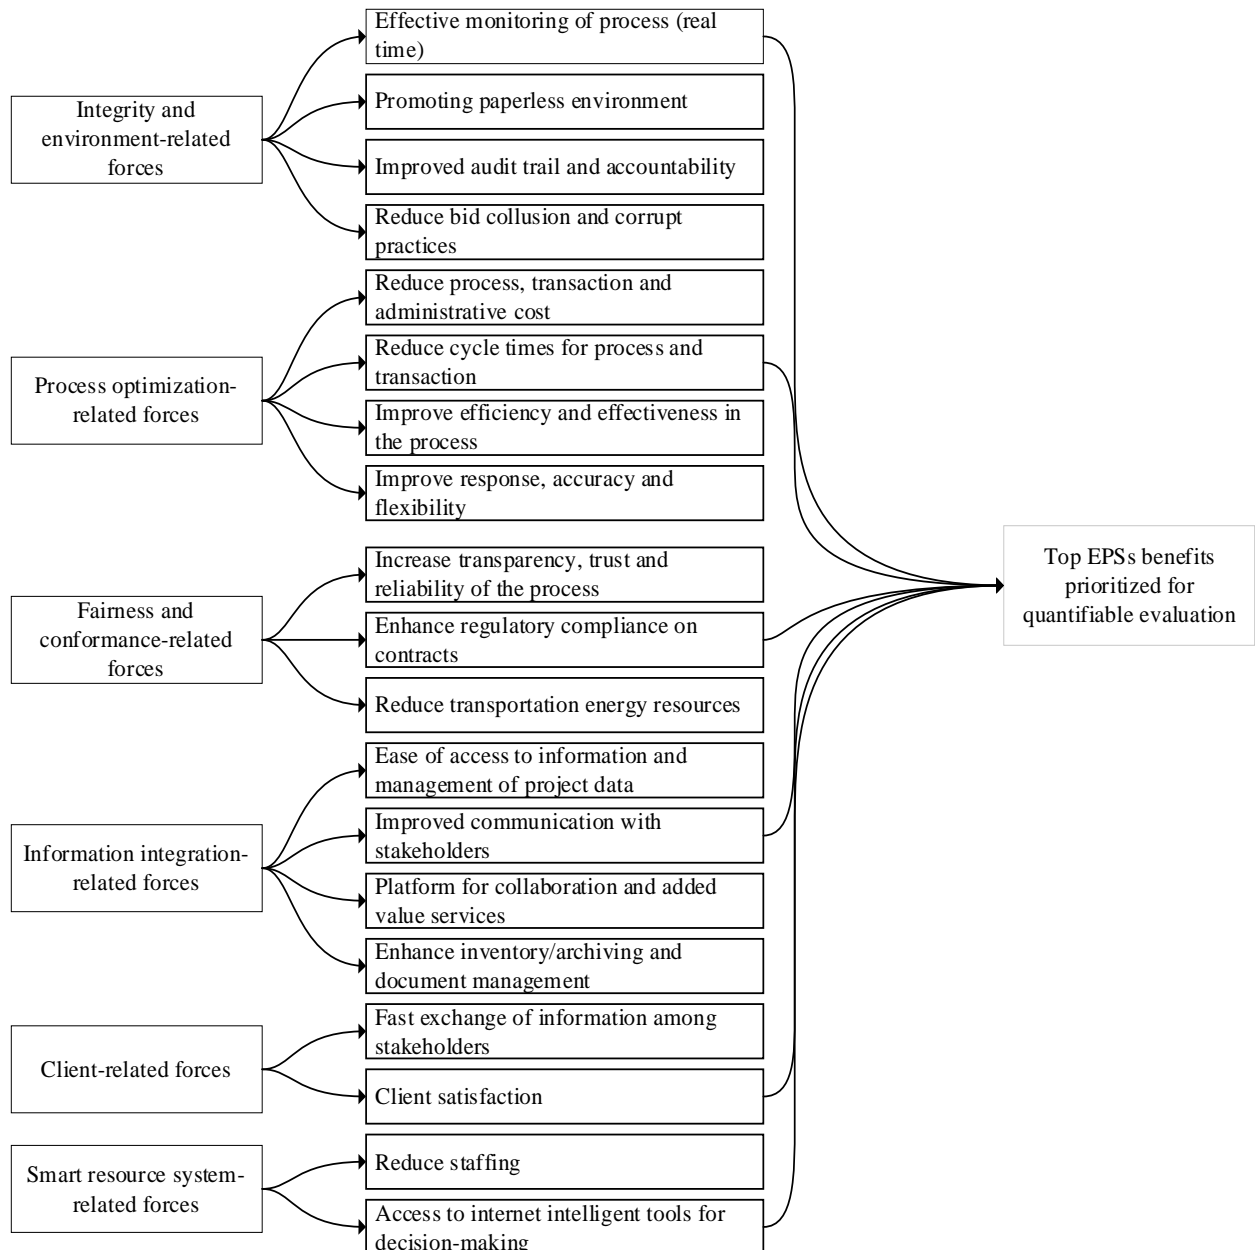 Effective monitoring of process (real
time)
Promoting paperless environment
Integrity and
environment-related
forces
Improved audit trail and accountability
Reduce bid collusion and corrupt
practices
Reduce process, transaction and
administrative cost
Reduce cycle times for process and
transaction
Process optimization-
related forces
Improve efficiency and effectiveness in
the process
Improve response, accuracy and
flexibility
Increase transparency, trust and
reliability of the process
Top EPSs benefits
prioritized for
quantifiable evaluation
Fairness and
conformance-related
forces
Enhance regulatory compliance on
contracts
Reduce transportation energy resources
Ease of access to information and
management of project data
Improved communication with
stakeholders
Information integration-
related forces
Platform for collaboration and added
value services
Enhance inventory/archiving and
document management
Fast exchange of information among
stakeholders
Client-related forces
Client satisfaction
Reduce staffing
Smart resource system-
related forces
Access to internet intelligent tools for
decision-making